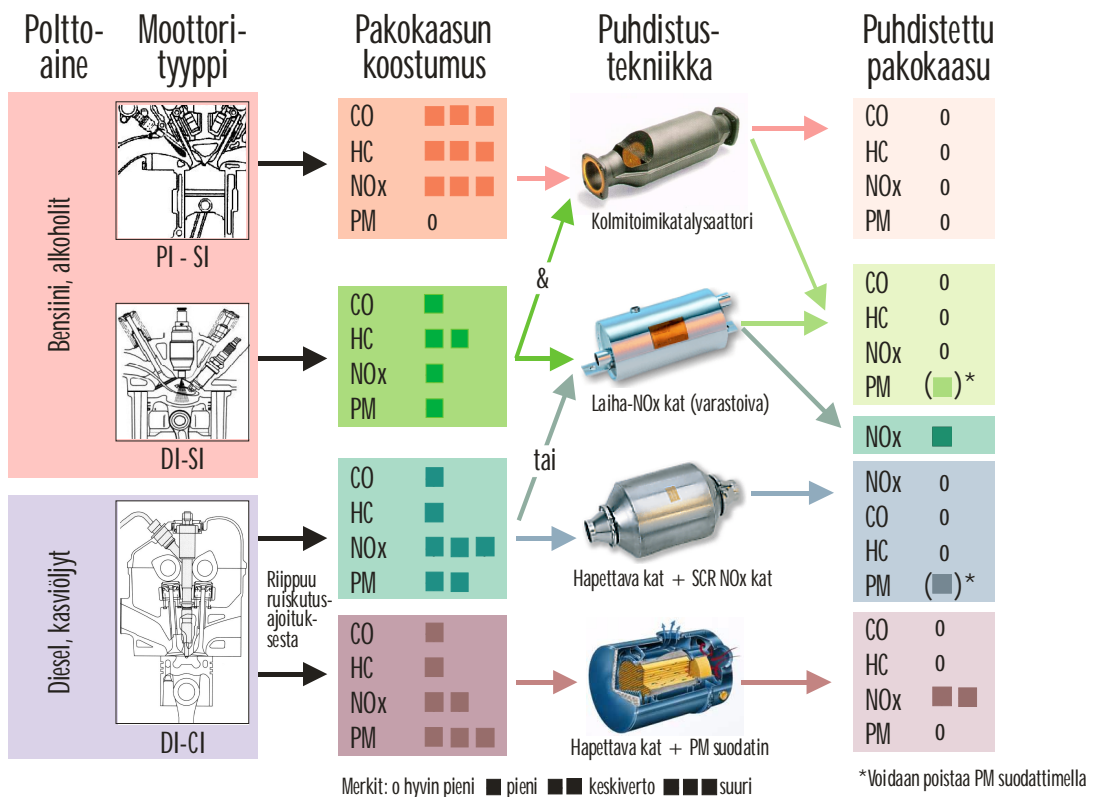 Poltto-
aine
Moottori-
tyyppi
Pakokaasun
koostumus
Puhdistus-
tekniikka
Puhdistettu
pakokaasu
Bensiini, alkoholit
PI - SI
DI-SI
Diesel, kasviöljyt
DI-CI
Riippuu
ruiskutus-
ajoituk-
sesta
CO
HC
NOx
PM 0
CO
HC
NOx
PM
CO
HC
NOx
PM
CO
HC
NOx
PM
&
tai
Kolmitoimikatalysaattori
Laiha-NOx kat (varastoiva)
Hapettava kat + SCR NOx kat
Hapettava kat + PM suodatin
CO 0
HC 0
NOx 0
PM 0
CO 0
HC 0
NOx 0
PM (■)*
NOx ■
NOx 0
CO 0
HC 0
PM (■)*
CO 0
HC 0
NOx ■■
PM 0
Merkit: o hyvin pieni ■ pieni ■■ keskiverto ■■■ suuri
*Voidaan poistaa PM suodattimella